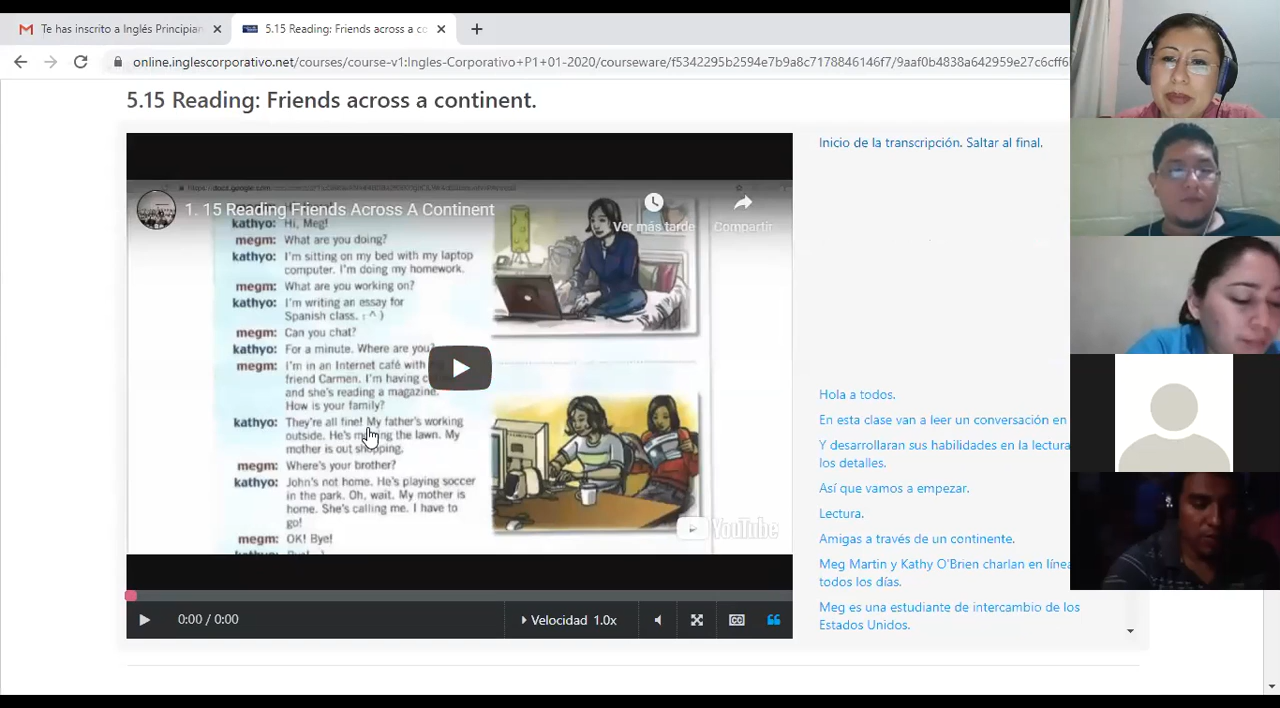 Te has inscrito a Inglés Principian
5.15 Reading: Friends across a co
online.inglescorporativo.net/courses/course-v1:Ingles-Corporativo+P1+01-2020/courseware/f5342295b2594e7b9a8c7178846146f7/9aaf0b4838a642959e27c6cff6
5.15 Reading: Friends across a continent.
1. 15 Reading Friends Across A Continent
Ver más tarde
Compartir
kathyo: Hi, Meg!
megm: What are you doing?
kathyo: I'm sitting on my bed with my laptop
computer. I'm doing my homework.
megm: What are you working on?
kathyo: I'm writing an essay for
Spanish class. :^)
megm: Can you chat?
kathyo: For a minute. Where are you?
megm: I'm in an Internet café with
friend Carmen. I'm having
and she's reading a magazine.
How is your family?
kathyo: They're all fine! My father's working
outside. He's the lawn. My
mother is out shopping.
megm: Where's your brother?
kathyo: John's not home. He's playing soccer
in the park. Oh, wait. My mother is
home. She's calling me. I have to
go!
megm: OK! Bye!
YouTube
0:00 / 0:00
Velocidad 1.0x
Inicio de la transcripción. Saltar al final.
Hola a todos.
En esta clase van a leer un conversación en
Y desarrollaran sus habilidades en la lectura
los detalles.
Así que vamos a empezar.
Lectura.
Amigas a través de un continente.
Meg Martin y Kathy O'Brien charlan en línea
todos los días.
Meg es una estudiante de intercambio de los
Estados Unidos.